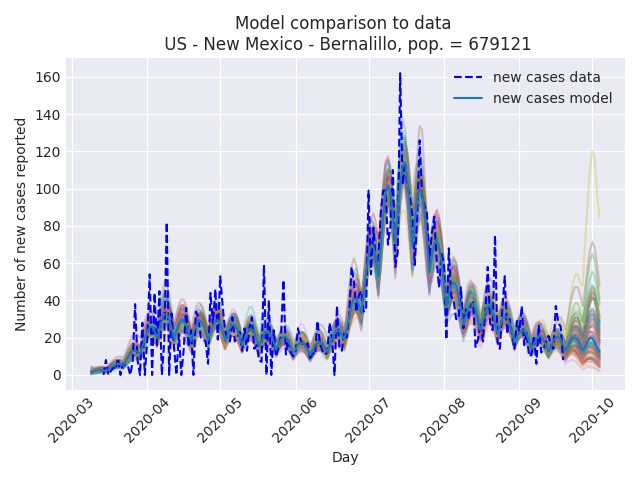 Model comparison to data
US - New Mexico - Bernalillo, pop. = 679121
new cases data
new cases model
Number of new cases reported
160
140
120
100
80
60
40
20
0
2020-03
2020-04
2020-05
2020-06
2020-07
2020-08
2020-09
2020-10
Day